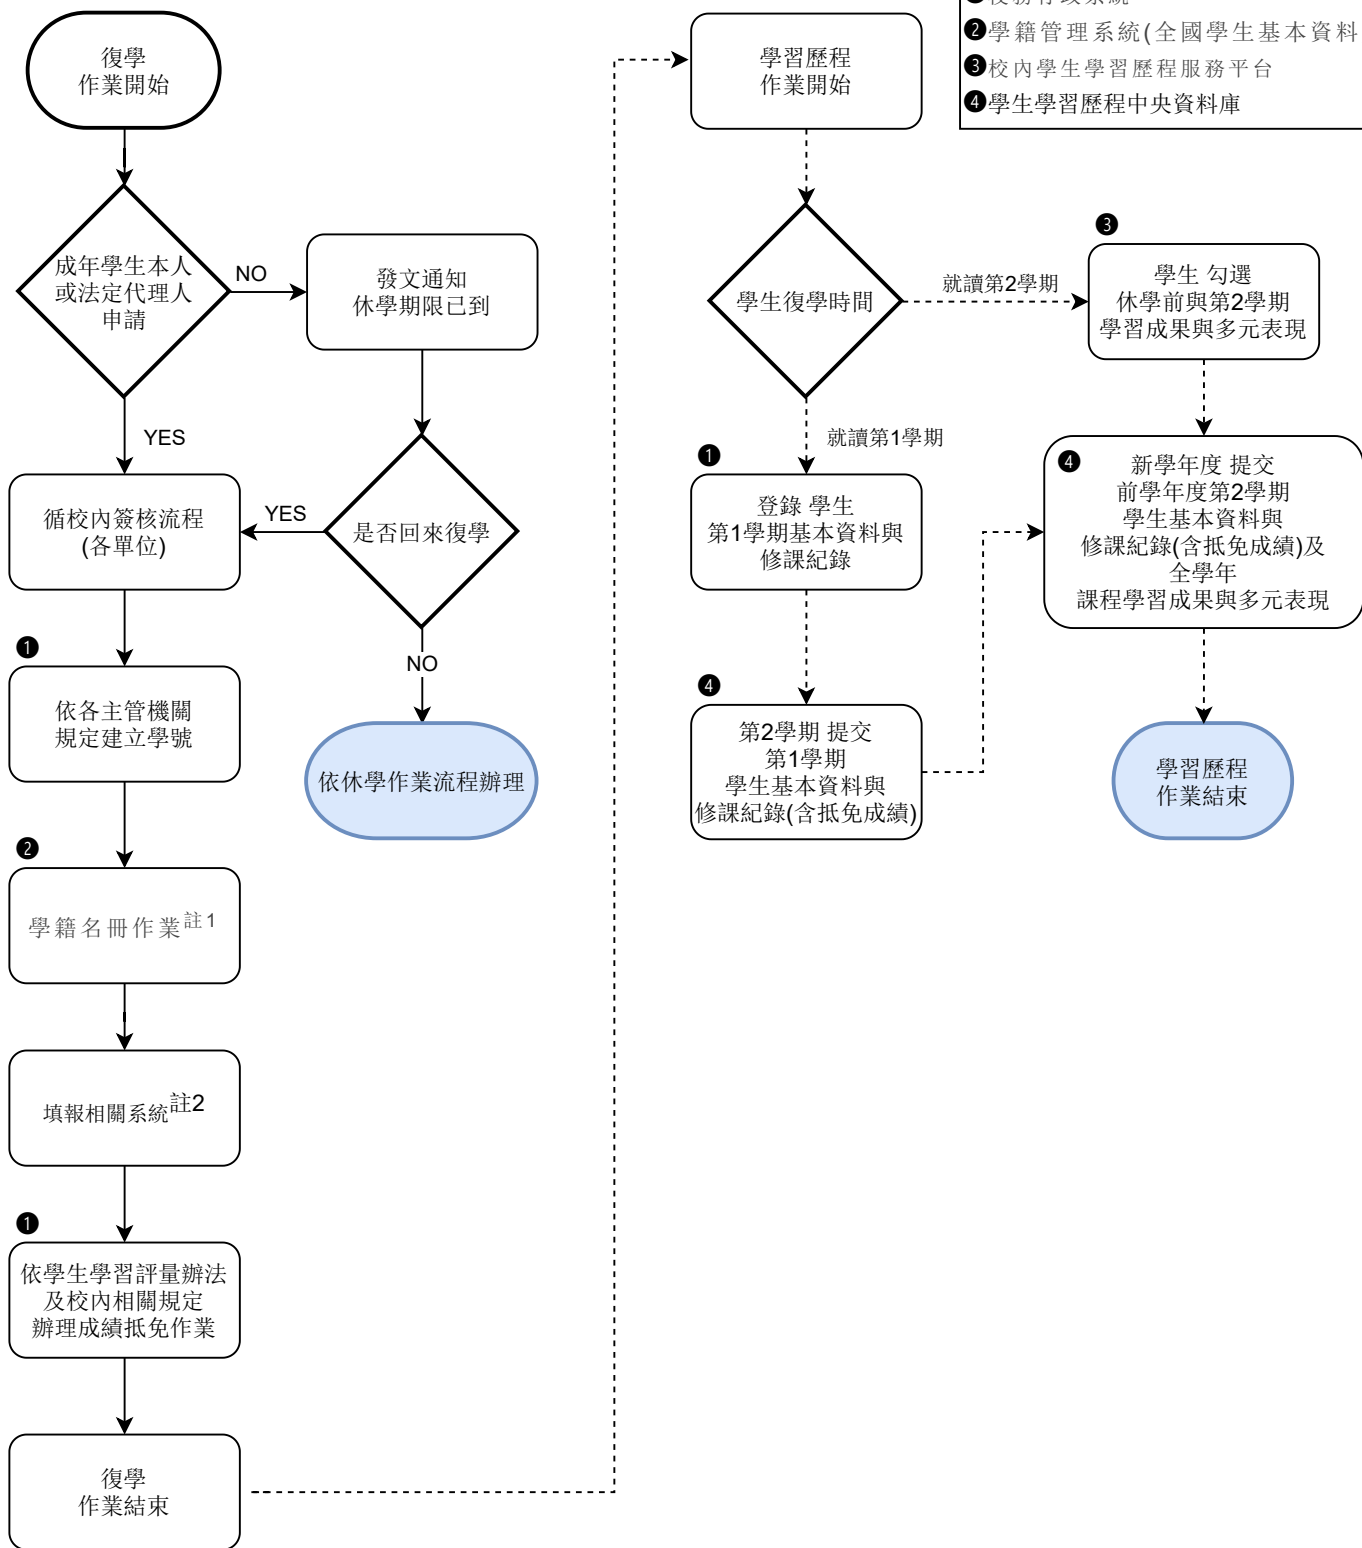 復學
作業開始
成年學生本人
或法定代理人
申請
NO
發文通知
休學期限已到
YES
循校內簽核流程
(各單位)
YES
是否回來復學
NO
依休學作業流程辦理
❶
依各主管機關
規定建立學號
❷
學籍名冊作業註1
填報相關系統註2
❶
依學生學習評量辦法
及校內相關規定
辦理成績抵免作業
復學
作業結束
學習歷程
作業開始
學生復學時間
就讀第2學期
❸
學生 勾選
休學前與第2學期
學習成果與多元表現
就讀第1學期
❶
登錄 學生
第1學期基本資料與
修課紀錄
❹
第2學期 提交
第1學期
學生基本資料與
修課紀錄(含抵免成績)
❹
新學年度 提交
前學年度第2學期
學生基本資料與
修課紀錄(含抵免成績)及
全學年
課程學習成果與多元表現
學習歷程
作業結束
❶校務行政系統
❷學籍管理系統(全國學生基本資料
❸校內學生學習歷程服務平台
❹學生學習歷程中央資料庫